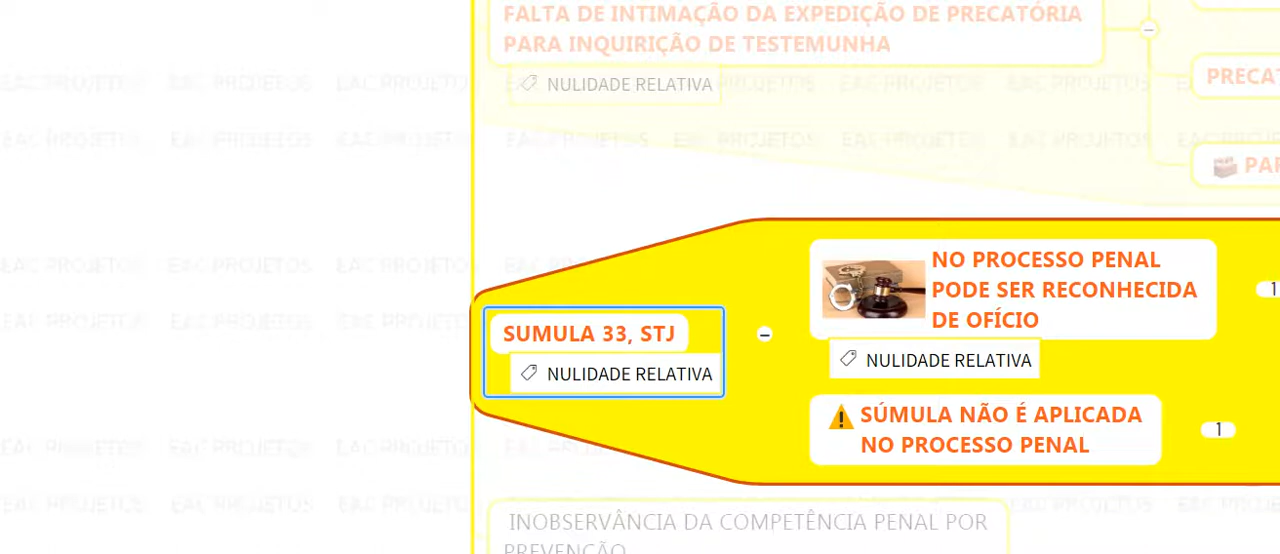 FALTA DE INTIMAÇÃO DA EXPEDIÇÃO DE PRECATÓRIA
PARA INQUIRIÇÃO DE TESTEMUNHA
NULIDADE RELATIVA
SUMULA 33, STJ
NULIDADE RELATIVA
NO PROCESSO PENAL
PODE SER RECONHECIDA
DE OFÍCIO
1
NULIDADE RELATIVA
SÚMULA NÃO É APLICADA
NO PROCESSO PENAL
1
INOBSERVÂNCIA DA COMPETÊNCIA PENAL POR
PREVENÇÃO